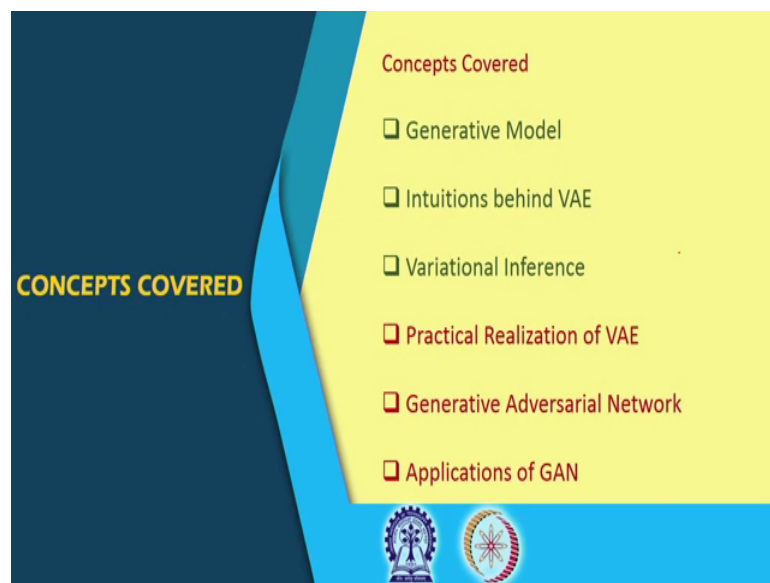 CONCEPTS COVERED
Concepts Covered
❑ Generative Model
❑ Intuitions behind VAE
❑ Variational Inference
❑ Practical Realization of VAE
❑ Generative Adversarial Network
❑ Applications of GAN